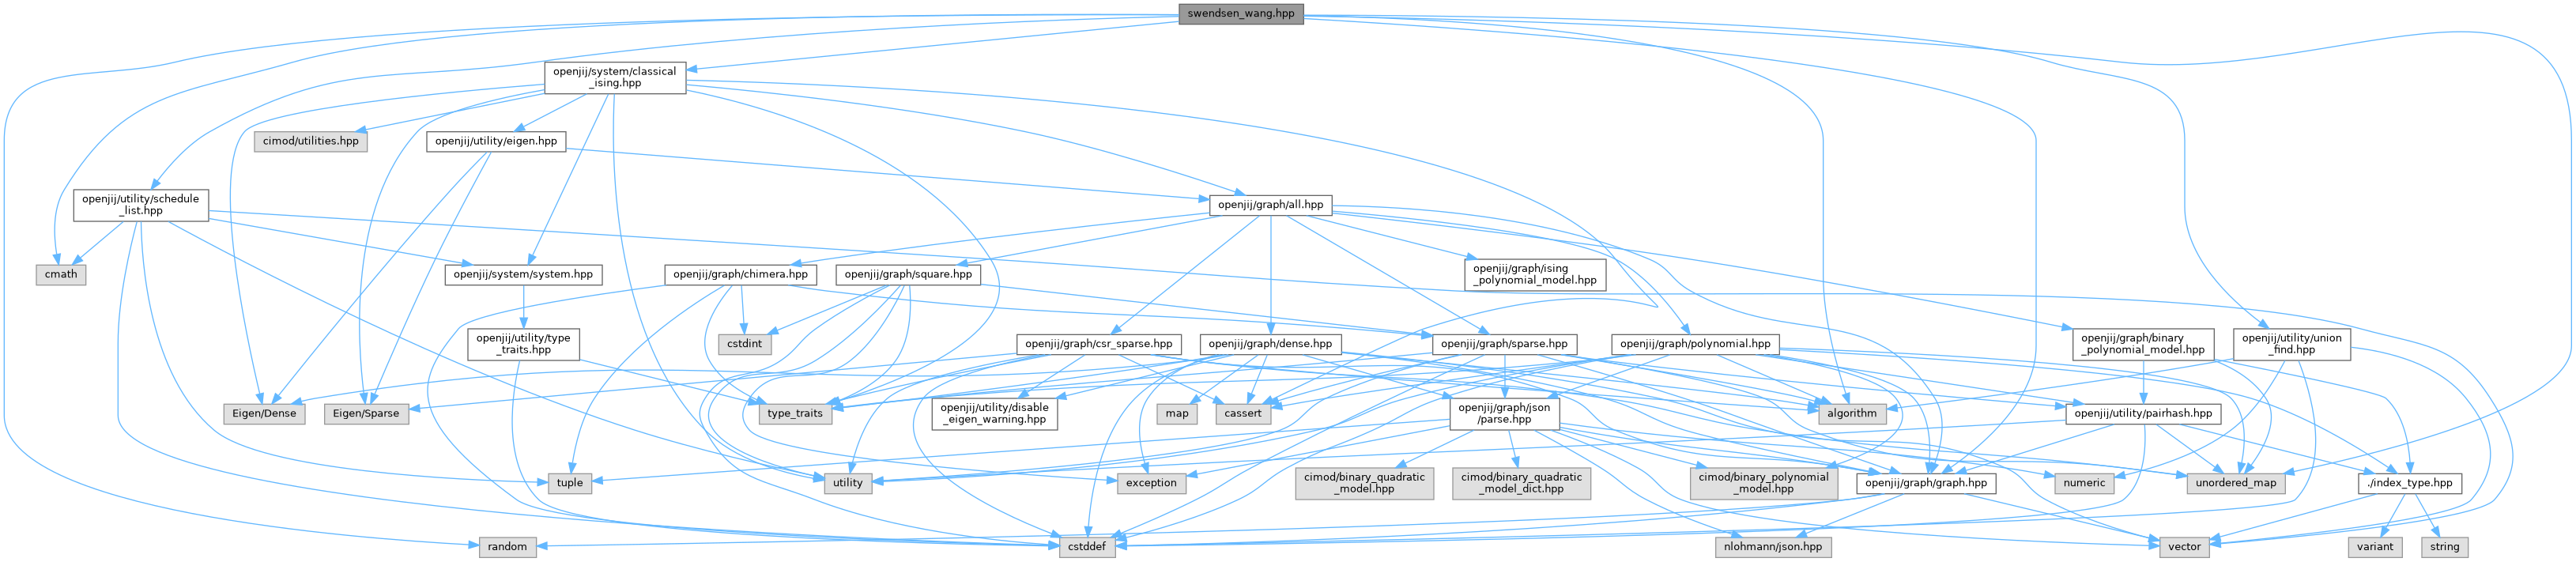 swendsen_wang.hpp
openjij/system/classical
_ising.hpp
cimod/utilities.hpp
openjij/utility/eigen.hpp
openjij/utility/schedule
_list.hpp
openjij/graph/all.hpp
cmath
openjij/system/system.hpp
openjij/graph/chimera.hpp
openjij/graph/square.hpp
openjij/graph/ising
_polynomial_model.hpp
openjij/utility/type
_traits.hpp
cstdint
openjij/graph/csr_sparse.hpp
openjij/graph/dense.hpp
openjij/graph/sparse.hpp
openjij/graph/polynomial.hpp
openjij/graph/binary
_polynomial_model.hpp
openjij/utility/union
_find.hpp
Eigen/Dense
Eigen/Sparse
type_traits
openjij/utility/disable
_eigen_warning.hpp
map
cassert
openjij/graph/json
/parse.hpp
algorithm
openjij/utility/pairhash.hpp
tuple
utility
exception
cimod/binary_quadratic
_model.hpp
cimod/binary_quadratic
_model_dict.hpp
cimod/binary_polynomial
_model.hpp
openjij/graph/graph.hpp
numeric
unordered_map
./index_type.hpp
random
cstddef
nlohmann/json.hpp
vector
variant
string